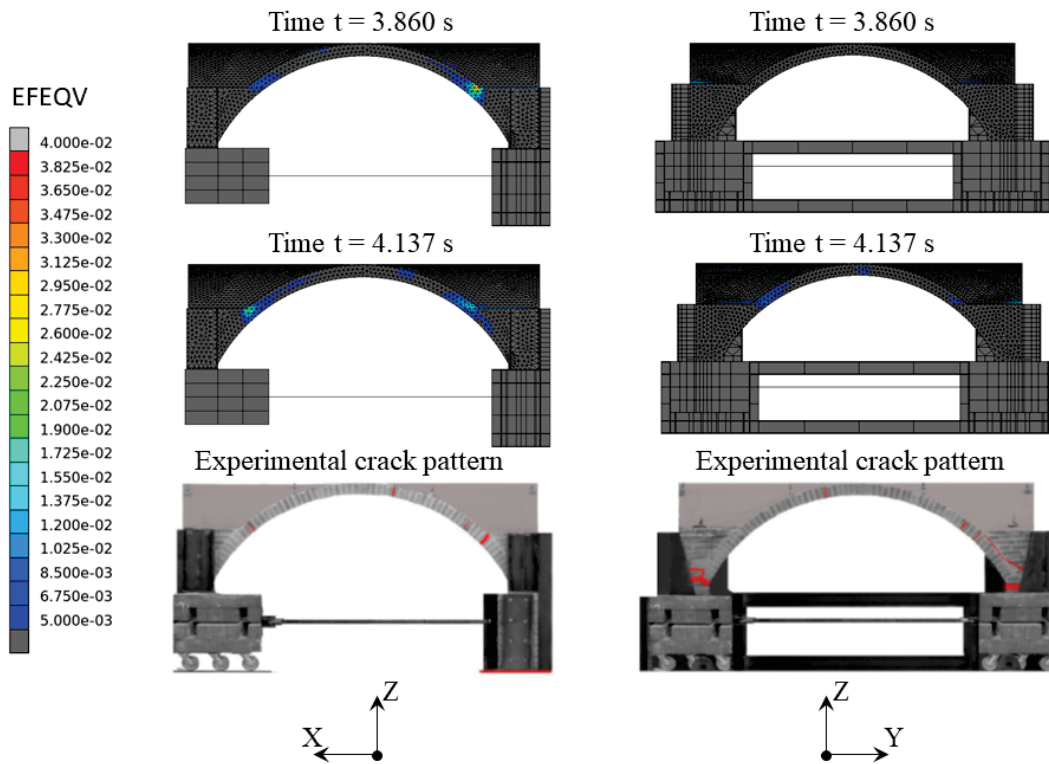 Time t = 3.860 s
Time t = 3.860 s
EFEQV
4.000e-02
3.825e-02
3.650e-02
3.475e-02
3.300e-02
3.125e-02
2.950e-02
2.775e-02
2.600e-02
2.425e-02
2.250e-02
2.075e-02
1.900e-02
1.725e-02
1.550e-02
1.375e-02
1.200e-02
1.025e-02
8.500e-03
6.750e-03
5.000e-03
Time t = 4.137 s
Time t = 4.137 s
Experimental crack pattern
Experimental crack pattern
Z
X
Z
Y